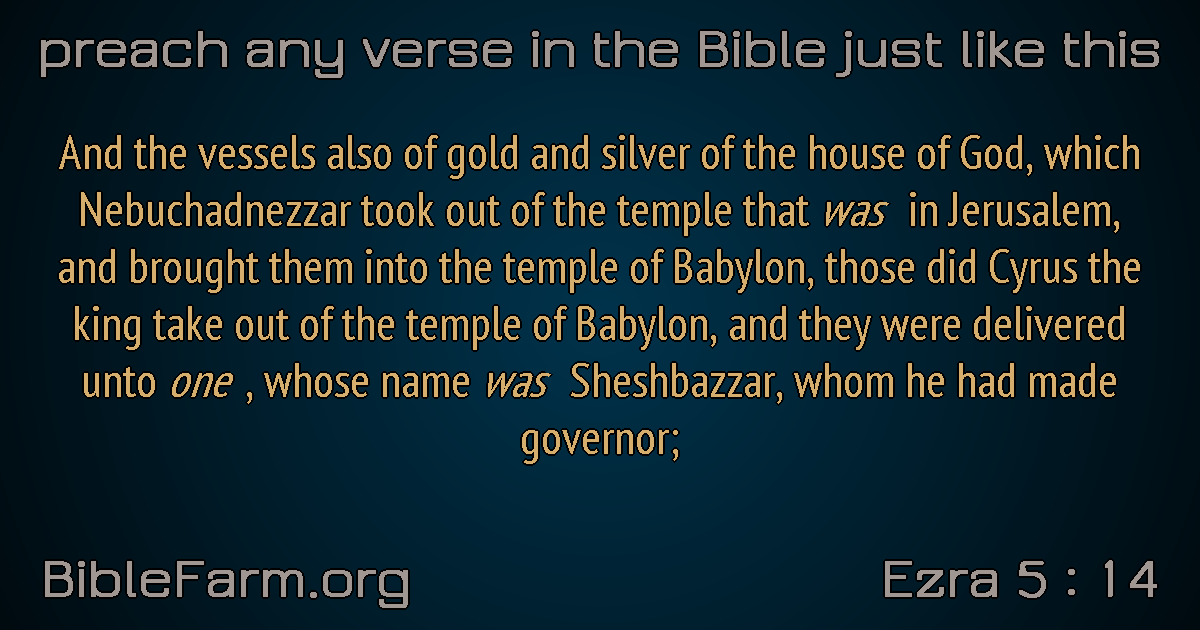 preach any verse in the Bible just like this
And the vessels also of gold and silver of the house of God, which
Nebuchadnezzar took out of the temple that was in Jerusalem,
and brought them into the temple of Babylon, those did Cyrus the
king take out of the temple of Babylon, and they were delivered
unto one , whose name was Sheshbazzar, whom he had made
governor;
BibleFarm.org
Ezra 5 : 14